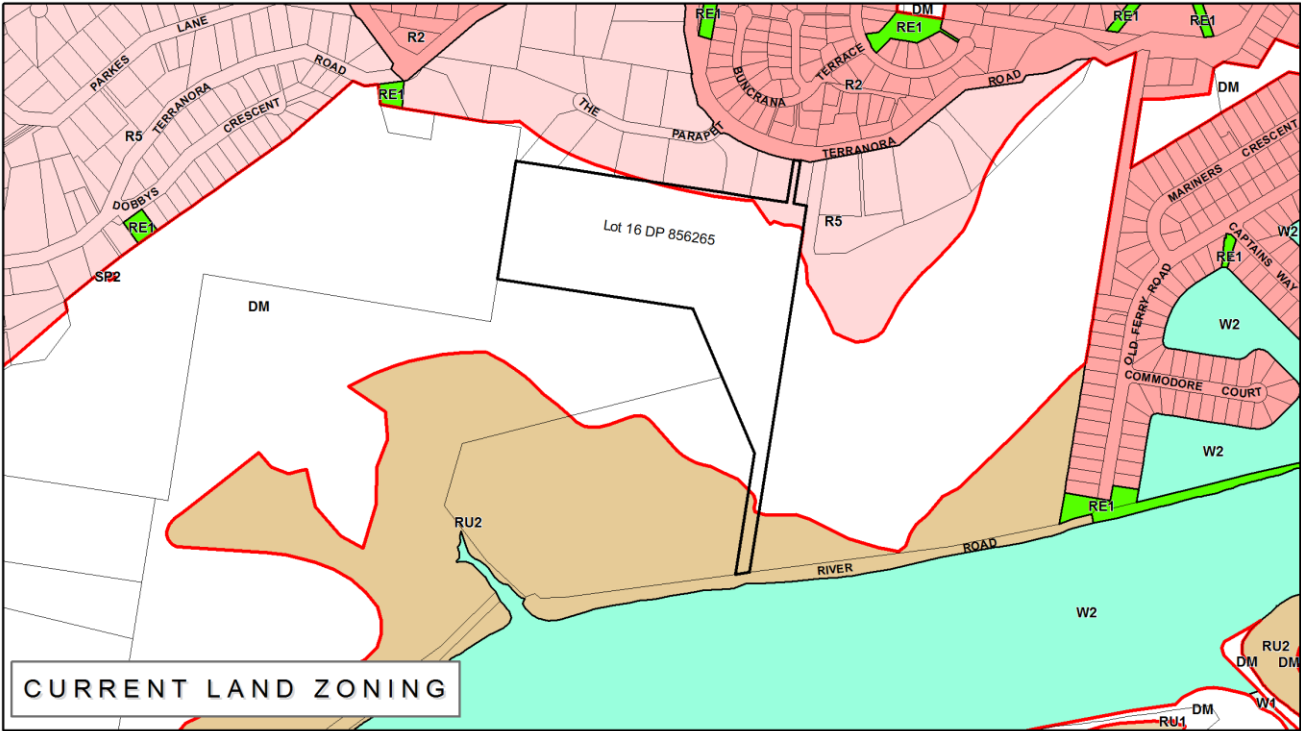 DM
RE1
RE1
RE1
RE1
LANE
R2
PARKES
ROAD
TERRACE
BUNCRANA
R2
ROAD
DM
RE1
THE
TERRANORA
CRESCENT
R5
PARAPET
TERRANORA
CRESCENT
MARINERS
DOBBYS
RE1
Lot 16 DP 856265
R5
CAPTAINS WAY
W2
RE1
SP2
DM
OLD FERRY ROAD
W2
COMMODORE COURT
W2
RE1
RU2
RIVER ROAD
W2
RU2
DM
DM
CURRENT LAND ZONING
W1
DM
RU1